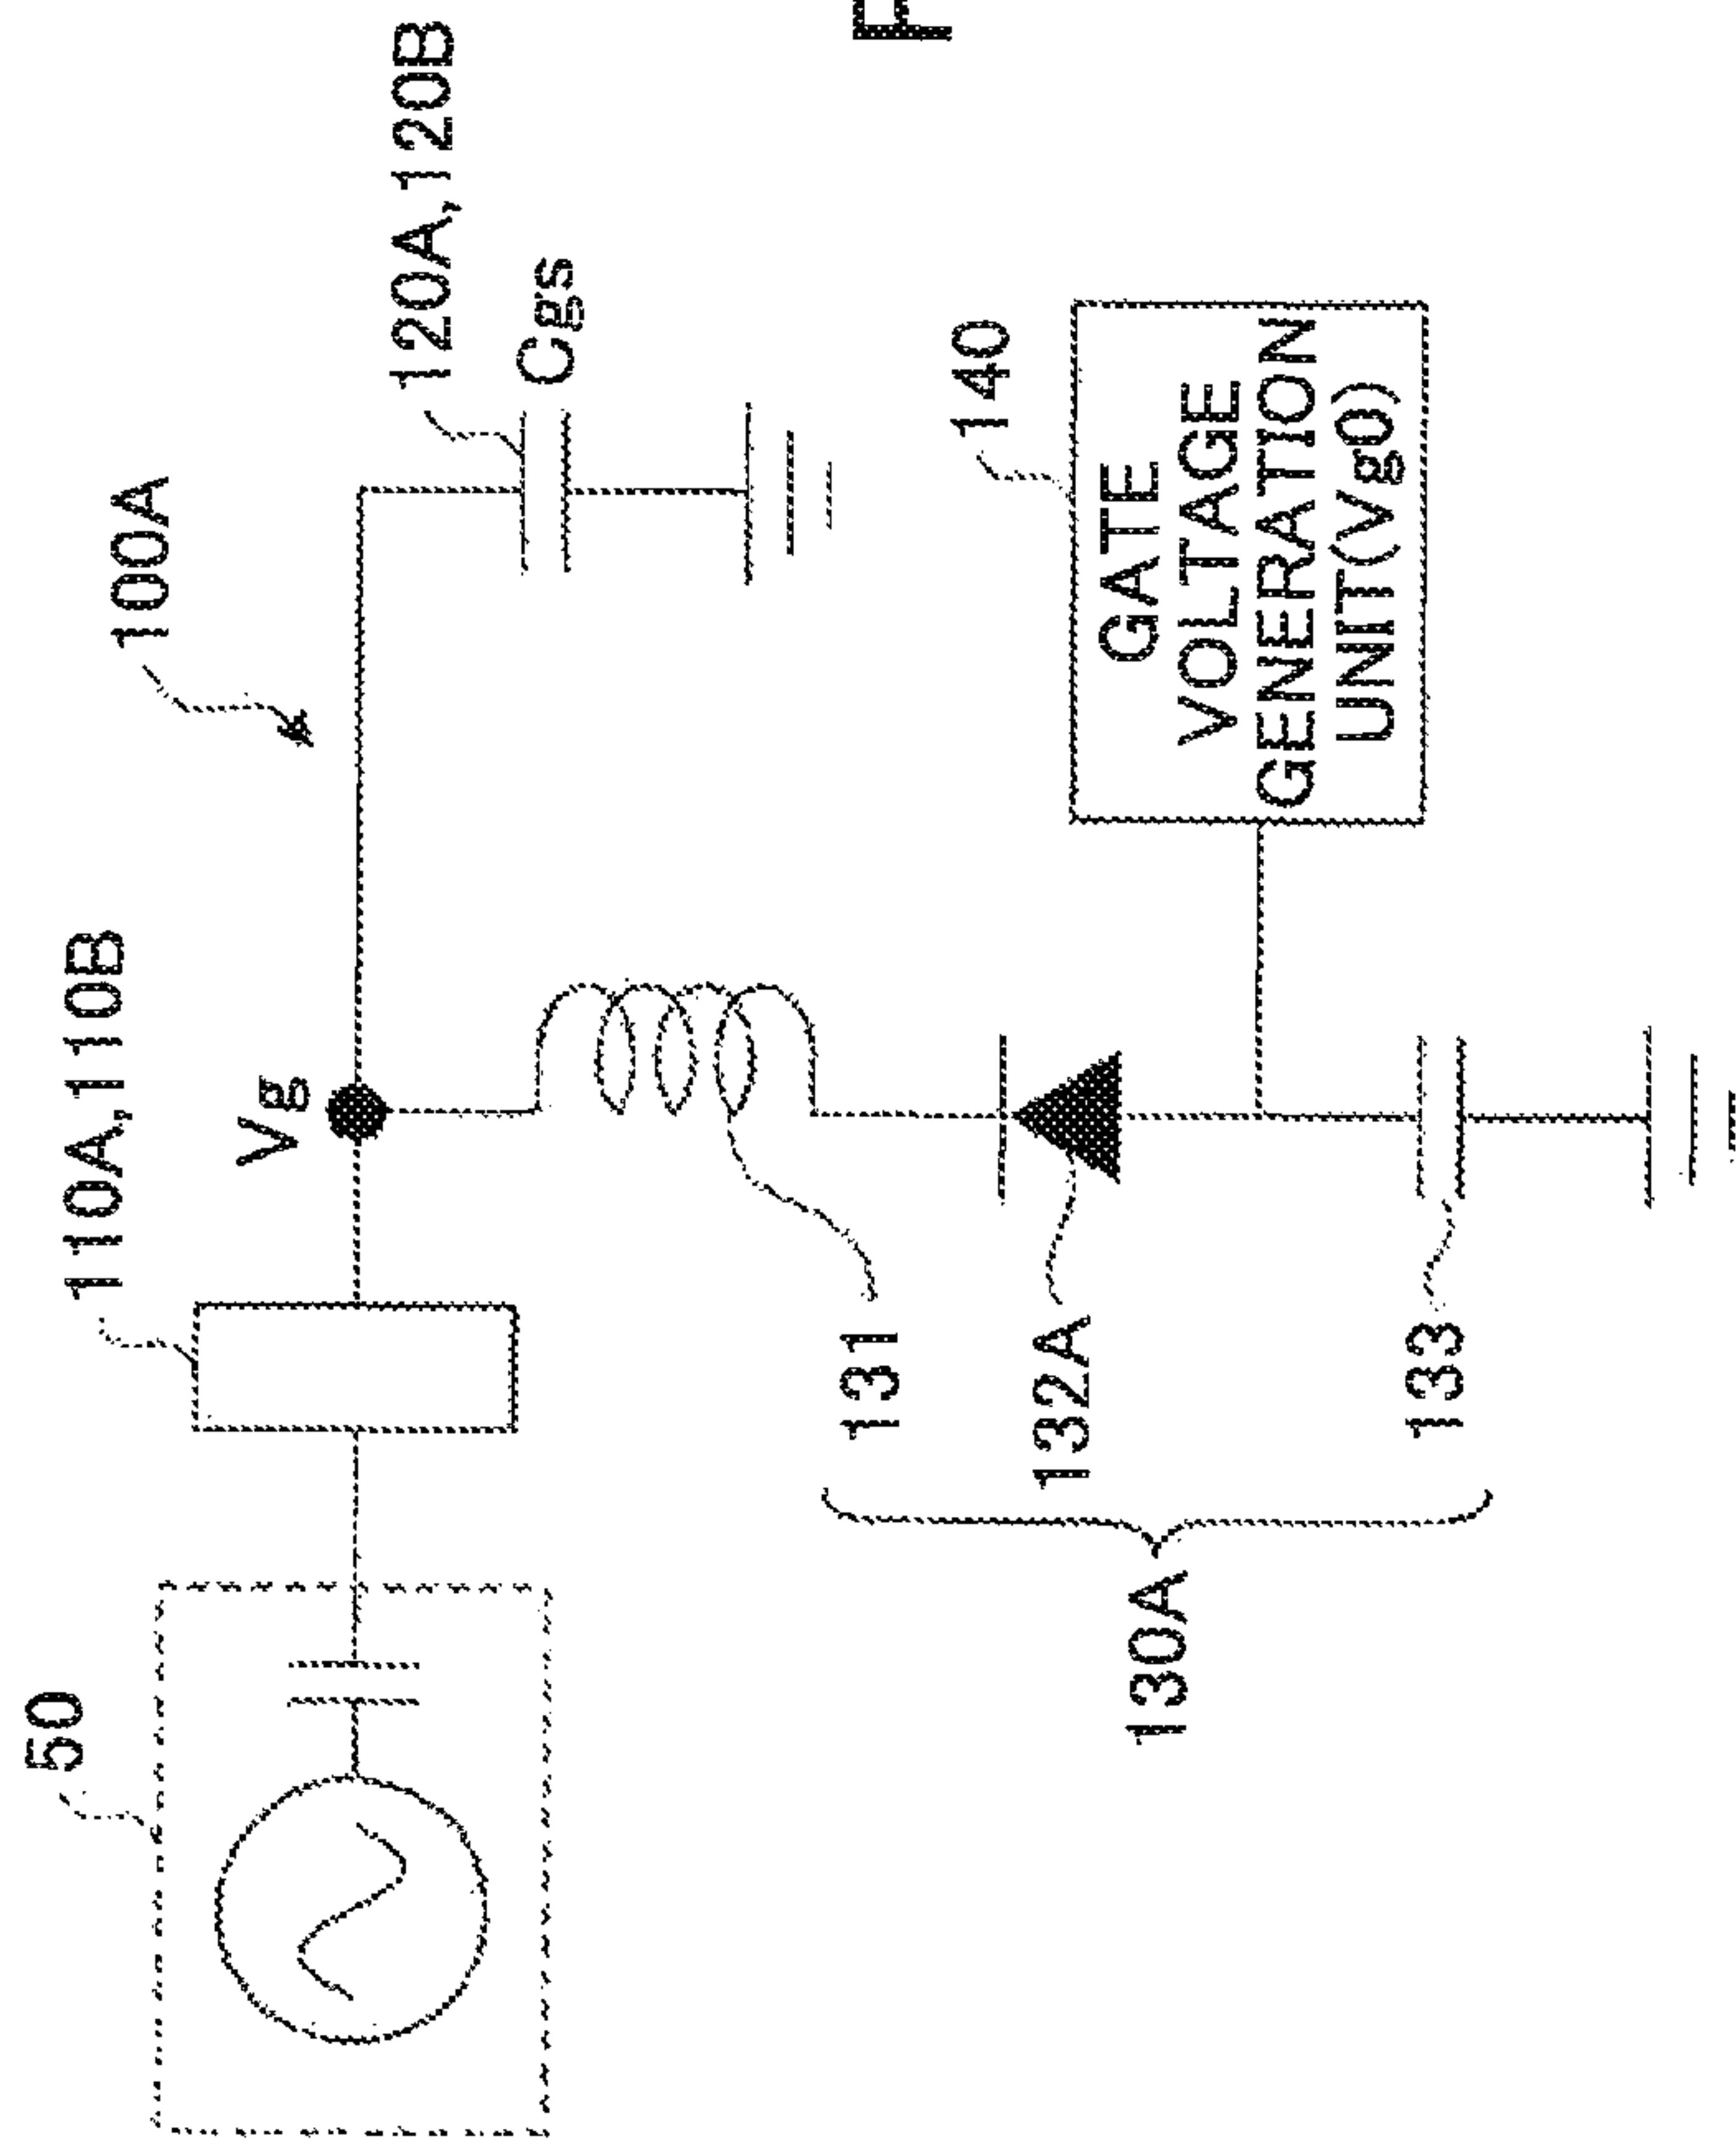 50
110A,110B
100A
Vg
120A,120B
Cgs
131
132A
133
130A
140
GATE
VOLTAGE
GENERATION
UNIT(Vg0)